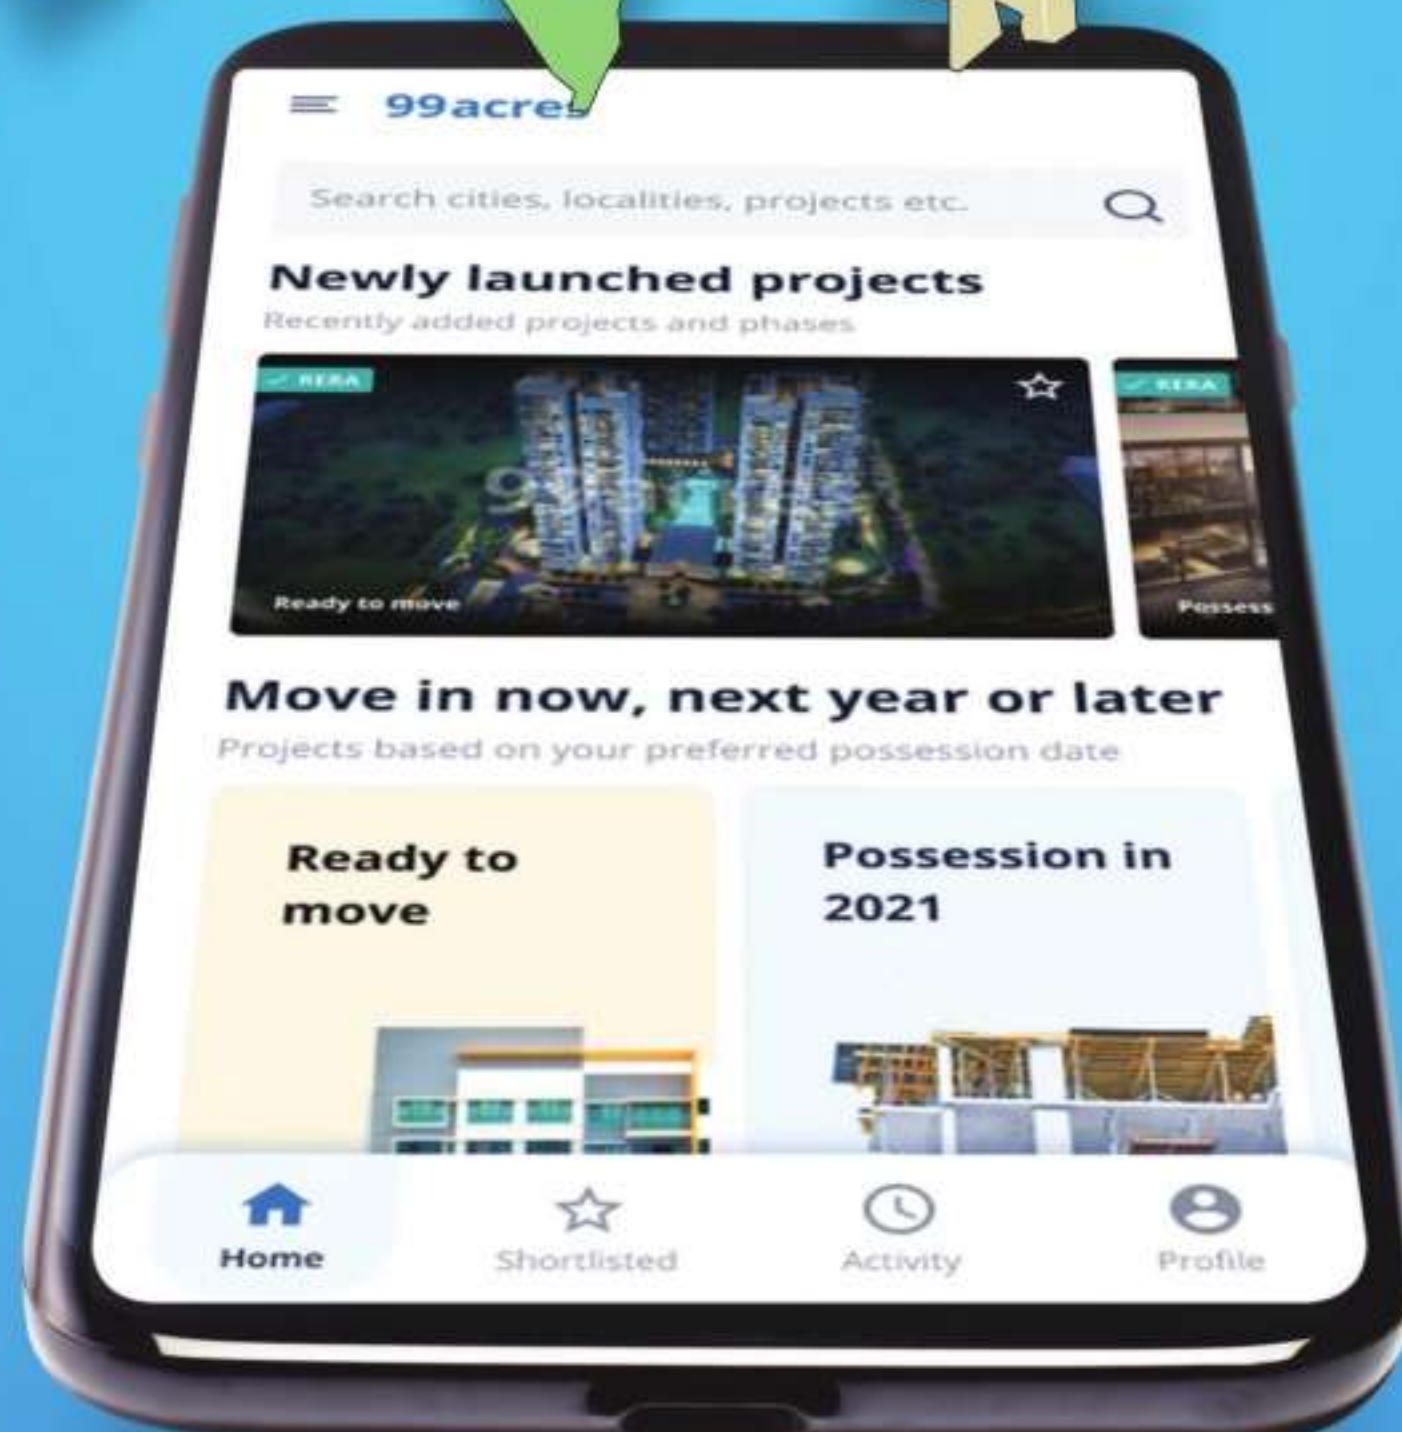 99acres
Search cities, localities, projects etc.
Newly launched projects
Recently added projects and phases
RERA
RERA
Ready to move
Possess
Move in now, next year or later
Projects based on your preferred possession date
Ready to
move
Possession in
2021
Home
Shortlisted
Activity
Profile